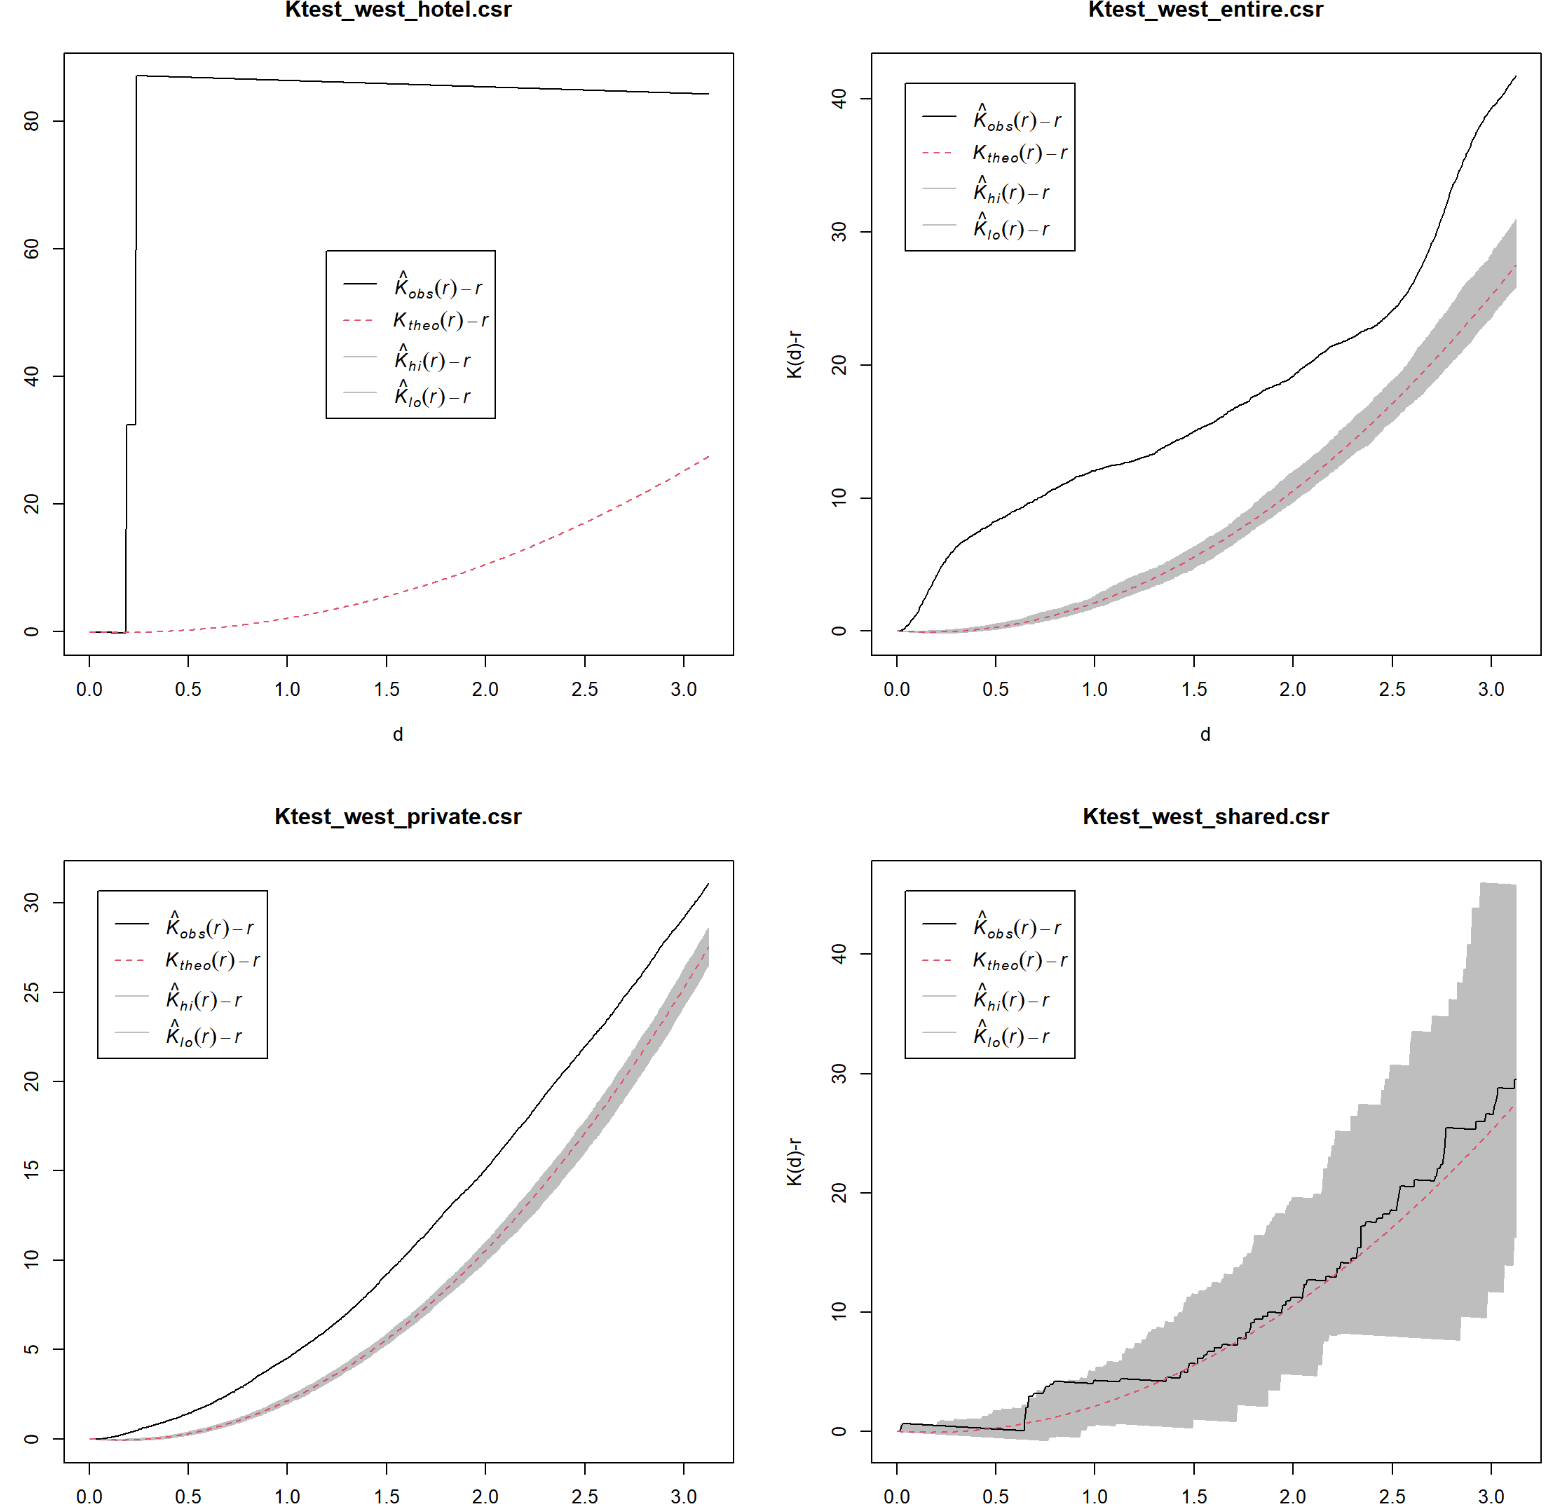 Ktest_west_hotel.csr
80
60
40
20
0
K̂obs(r) – r
Ktheo(r) – r
K̂hi(r) – r
K̂lo(r) – r
0.0 0.5 1.0 1.5 2.0 2.5 3.0
d
Ktest_west_entire.csr
K(d)-r
40
30
20
10
0
K̂obs(r) – r
Ktheo(r) – r
K̂hi(r) – r
K̂lo(r) – r
0.0 0.5 1.0 1.5 2.0 2.5 3.0
d
Ktest_west_private.csr
30
25
20
15
10
5
0
K̂obs(r) – r
Ktheo(r) – r
K̂hi(r) – r
K̂lo(r) – r
0.0 0.5 1.0 1.5 2.0 2.5 3.0
Ktest_west_shared.csr
K(d)-r
40
30
20
10
0
K̂obs(r) – r
Ktheo(r) – r
K̂hi(r) – r
K̂lo(r) – r
0.0 0.5 1.0 1.5 2.0 2.5 3.0